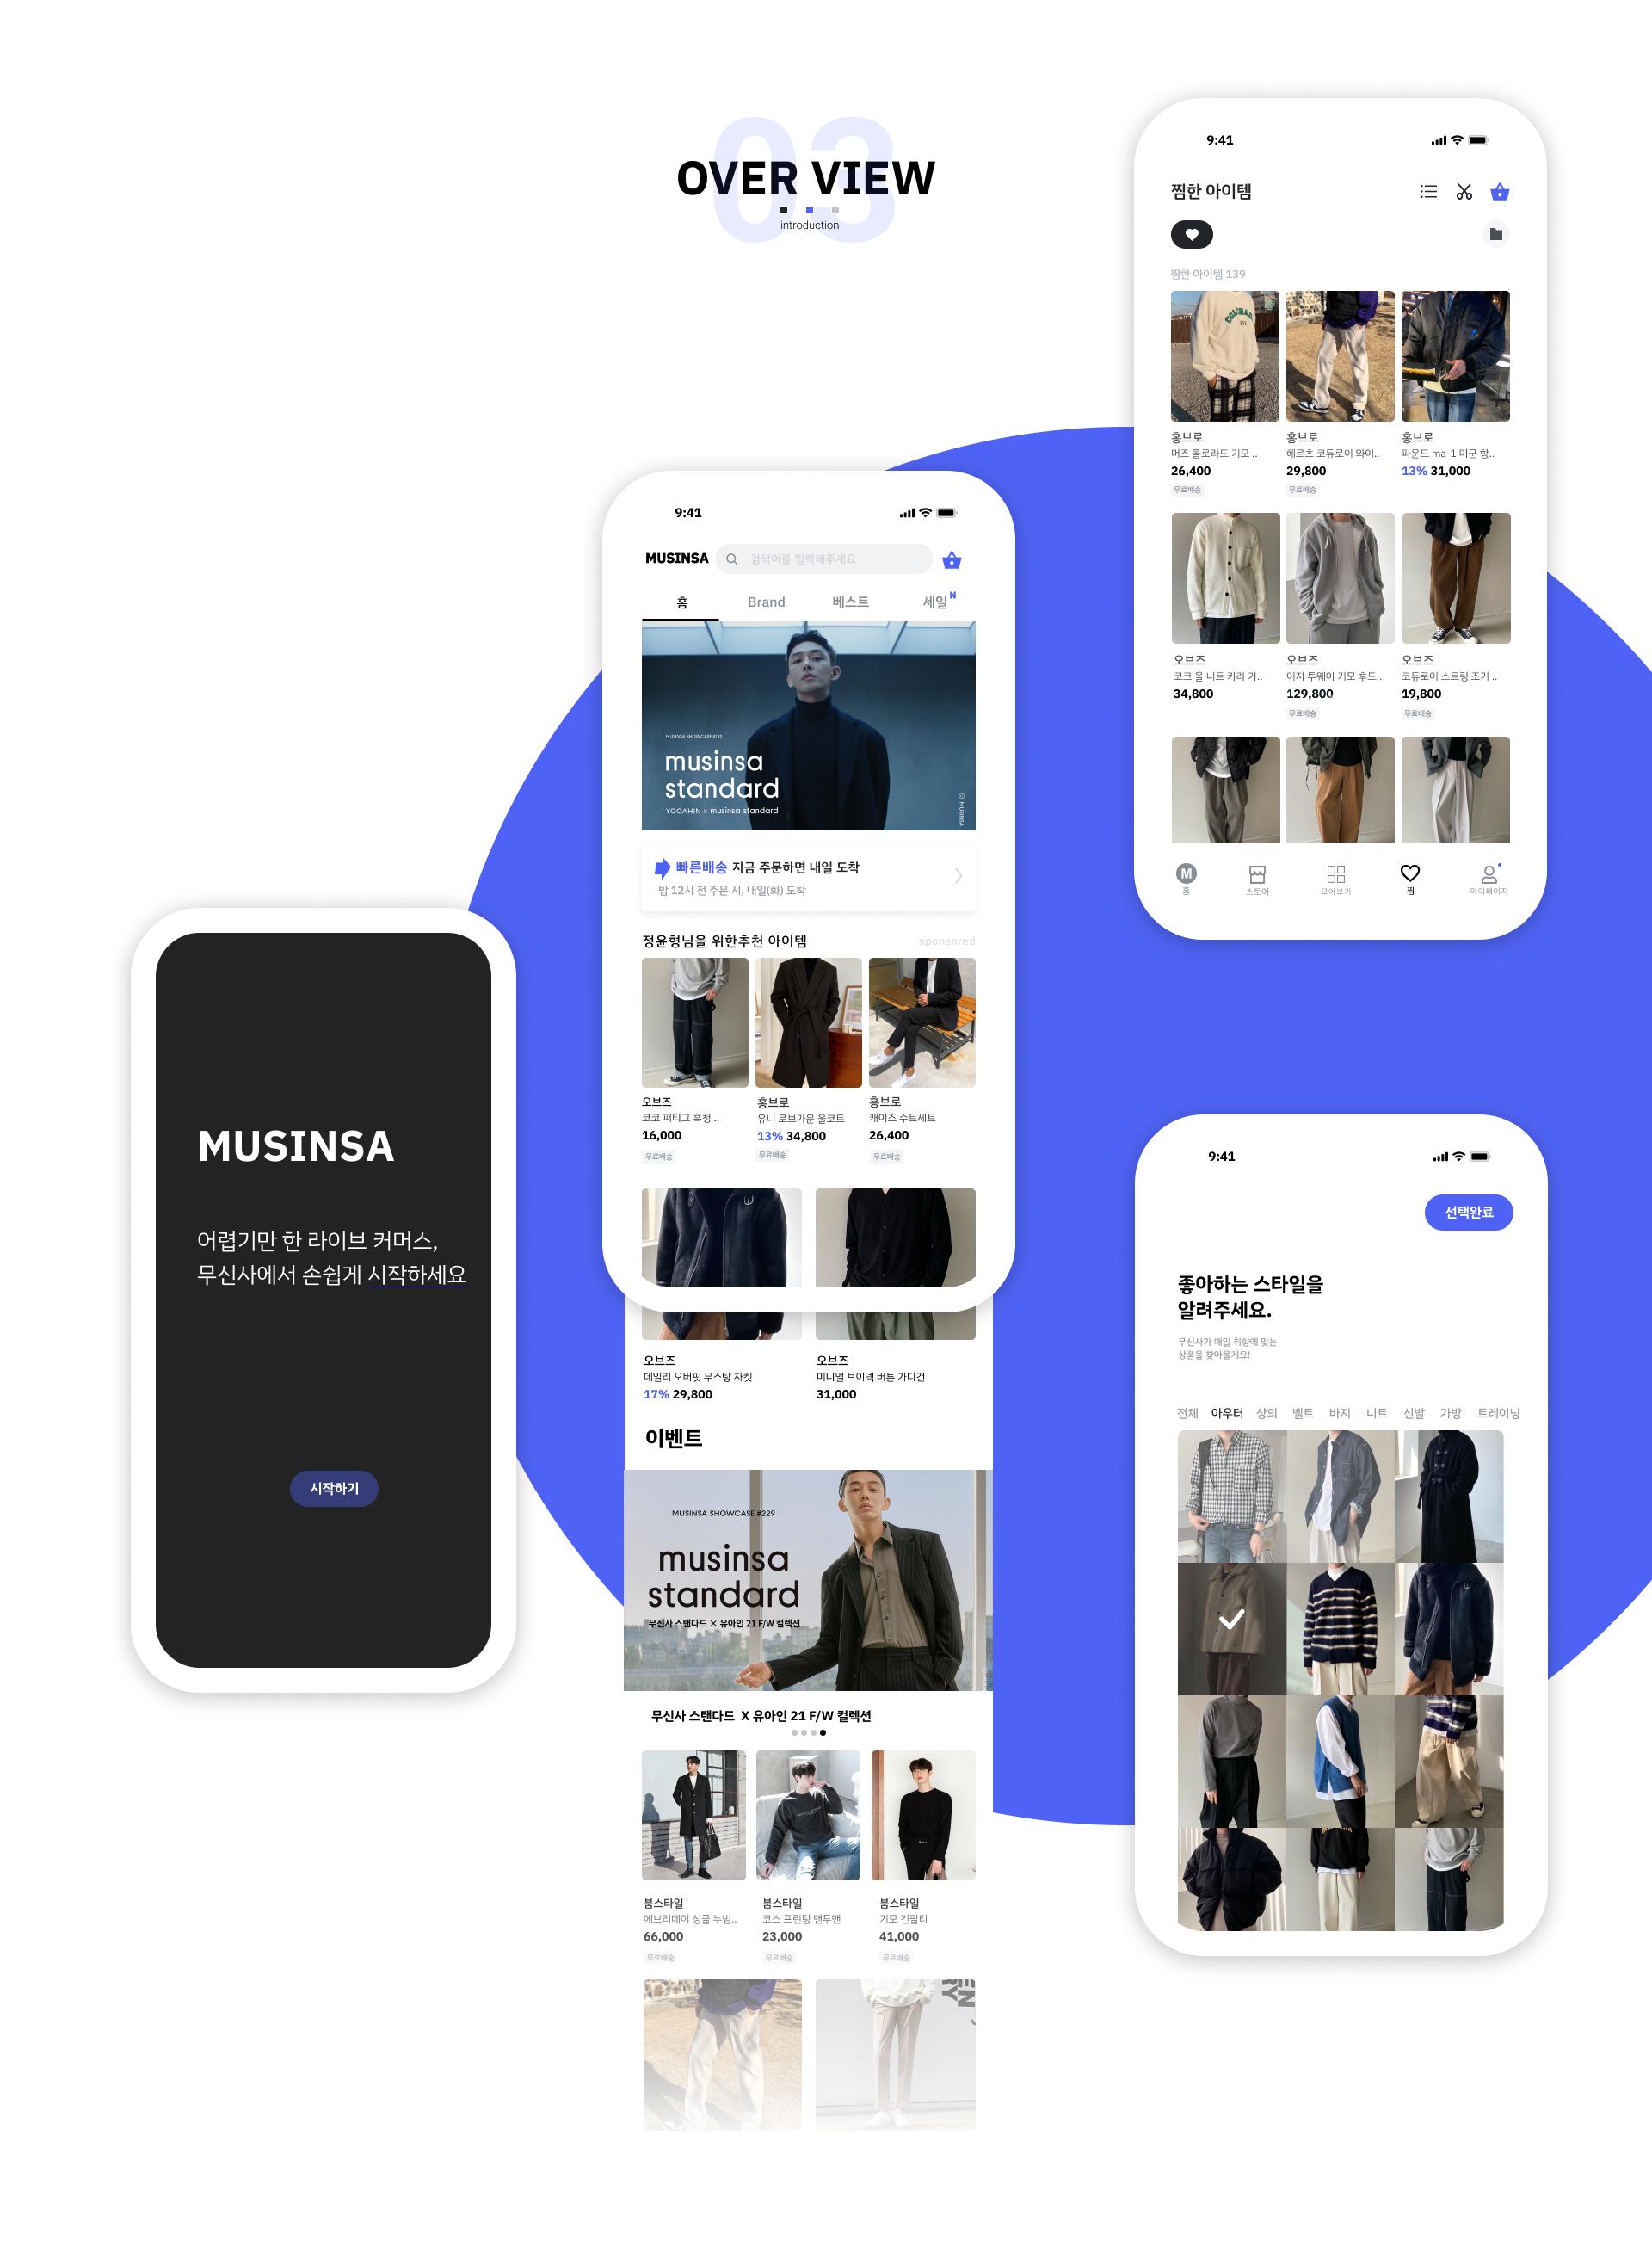 03
OVER VIEW
introduction
9:41
찜한 아이템
찜한 아이템 139
COLORADO
홍브로
머즈 콜로라도 기모 ..
26,400
무료배송
홍브로
헤르츠 코듀로이 와이..
29,800
무료배송
홍브로
파운드 ma-1 미군 항..
13% 31,000
오브즈
코코 울 니트 카라 가..
34,800
오브즈
이지 투웨이 기모 후드..
129,800
무료배송
오브즈
코듀로이 스트링 조거 ..
19,800
무료배송
M
홈
스토어
모아보기
찜
마이페이지
9:41
MUSINSA
검색어를 입력해주세요
홈
Brand
베스트
세일 N
MUSINSA SHOWCASE #193
musinsa
standard
YOOAHIN × musinsa standard
© MUSINSA
빠른배송 지금 주문하면 내일 도착
밤 12시 전 주문 시, 내일(화) 도착
정윤형님을 위한추천 아이템
sponsored
오브즈
코코 퍼티그 흑청 ..
16,000
무료배송
홍브로
유니 로브가운 울코트
13% 34,800
무료배송
홍브로
캐이즈 수트세트
26,400
무료배송
오브즈
데일리 오버핏 무스탕 자켓
17% 29,800
오브즈
미니멀 브이넥 버튼 가디건
31,000
이벤트
MUSINSA SHOWCASE #229
musinsa
standard
무신사 스탠다드 × 유아인 21 F/W 컬렉션
무신사 스탠다드 X 유아인 21 F/W 컬렉션
붐스타일
에브리데이 싱글 누빔..
66,000
무료배송
붐스타일
코스 프린팅 맨투맨
23,000
무료배송
붐스타일
기모 긴팔티
41,000
무료배송
MUSINSA
어렵기만 한 라이브 커머스,
무신사에서 손쉽게 시작하세요
시작하기
9:41
선택완료
좋아하는 스타일을
알려주세요.
무신사가 매일 취향에 맞는
상품을 찾아올게요!
전체 아우터 상의 벨트 바지 니트 신발 가방 트레이닝